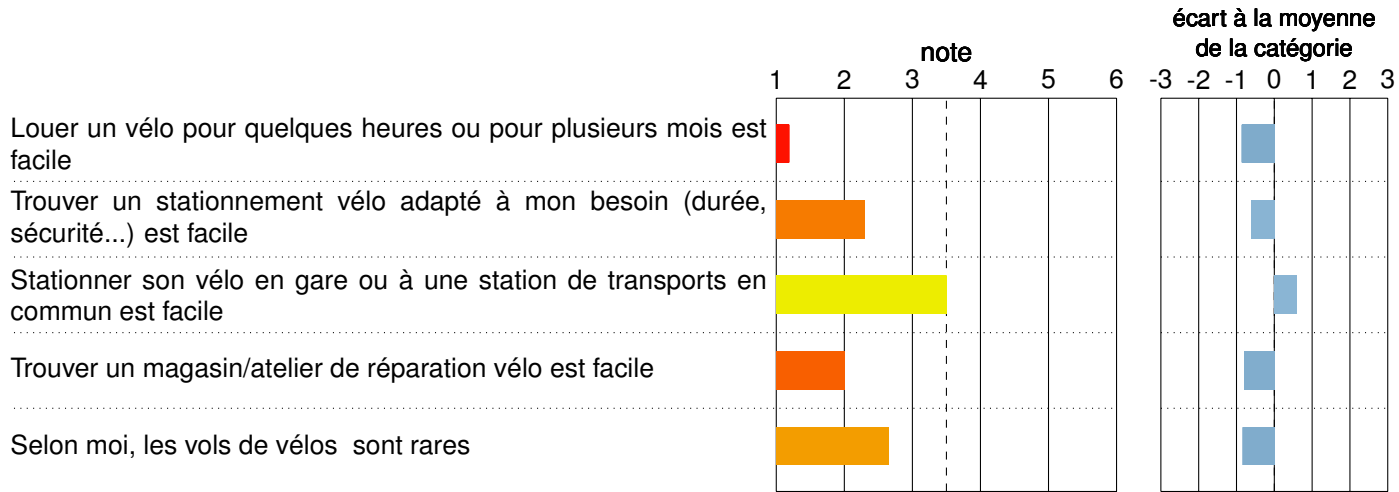 écart à la moyenne
note de la catégorie
1 2 3 4 5 6 -3 -2 -1 0 1 2 3
Louer un vélo pour quelques heures ou pour plusieurs mois est
facile
Trouver un stationnement vélo adapté à mon besoin (durée,
sécurité...) est facile
Stationner son vélo en gare ou à une station de transports en
commun est facile
Trouver un magasin/atelier de réparation vélo est facile
Selon moi, les vols de vélos sont rares